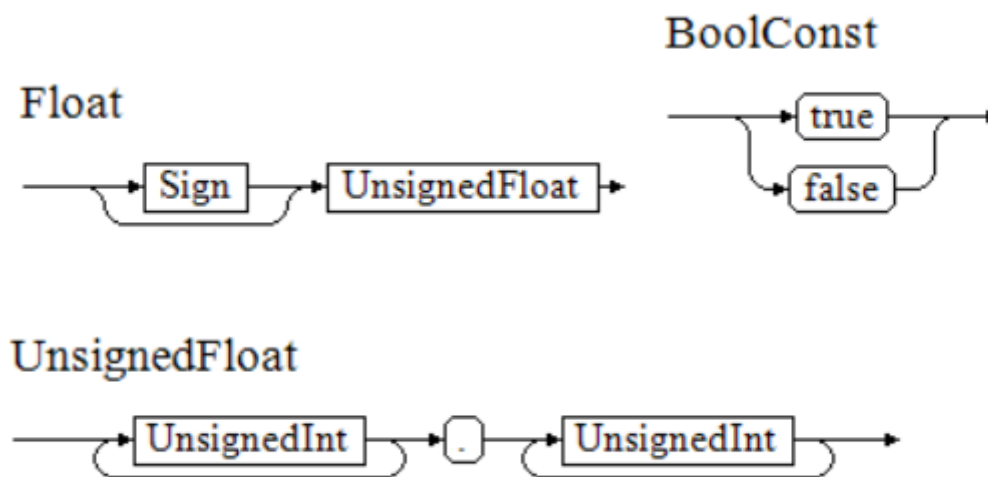 BoolConst
Float
true
false
Sign
UnsignedFloat
UnsignedFloat
UnsignedInt
.
UnsignedInt